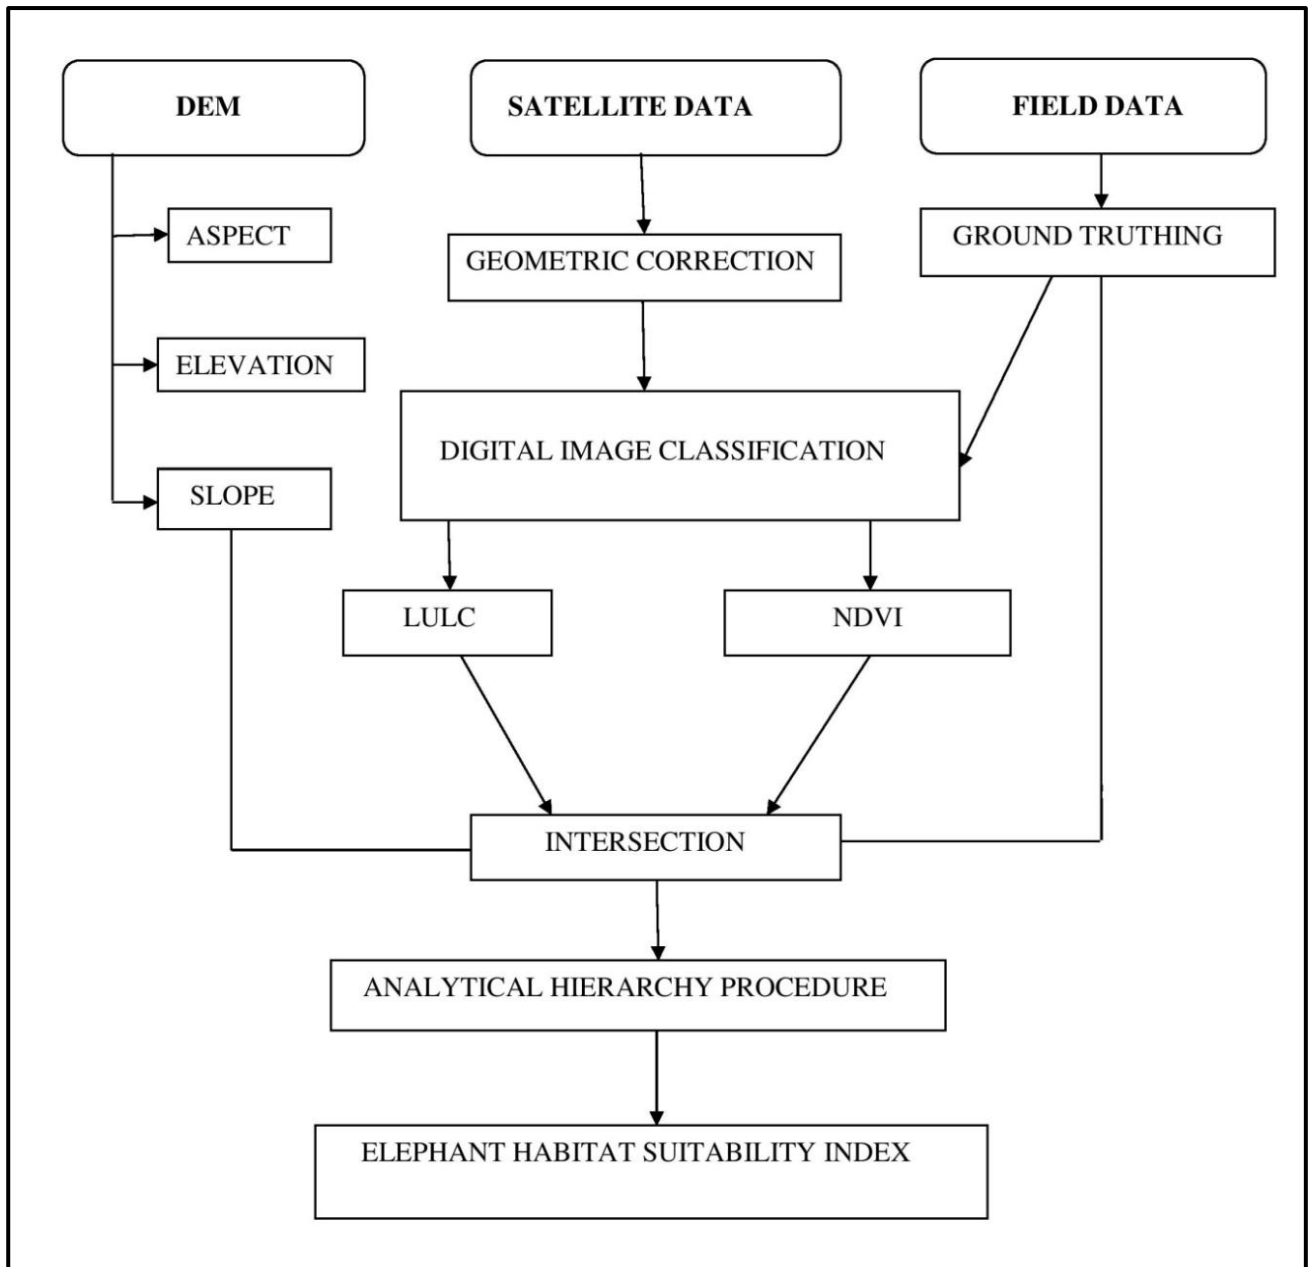 DEM
SATELLITE DATA
FIELD DATA
ASPECT
GEOMETRIC CORRECTION
GROUND TRUTHING
ELEVATION
DIGITAL IMAGE CLASSIFICATION
SLOPE
LULC
NDVI
INTERSECTION
ANALYTICAL HIERARCHY PROCEDURE
ELEPHANT HABITAT SUITABILITY INDEX